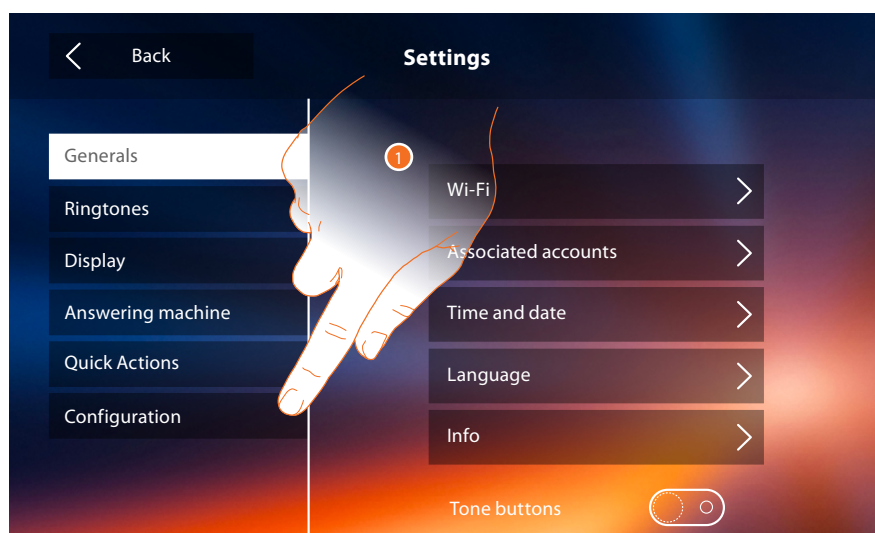 Back
Settings
Generals
Ringtones
Display
Answering machine
Quick Actions
Configuration
1
Wi-Fi
Associated accounts
Time and date
Language
Info
Tone buttons